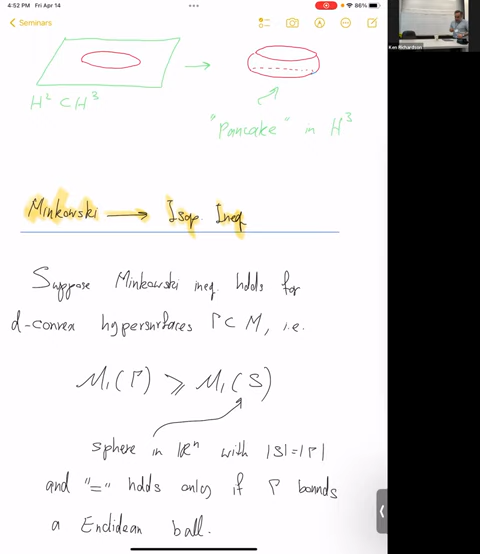 4:52 PM Fri Apr 14
86%
Seminars
Ken Richardson
H² ⊂ H³
"Pancake" in H³
Minkowski → Isop. Ineq
Suppose Minkowski ineq. holds for
d-convex hypersurfaces Γ ⊂ M, i.e.
M₁(Γ) ⩾ M₁(S)
sphere in ℝⁿ with |S|=|Γ|
and "=" holds only if Γ bounds
a Euclidean ball.